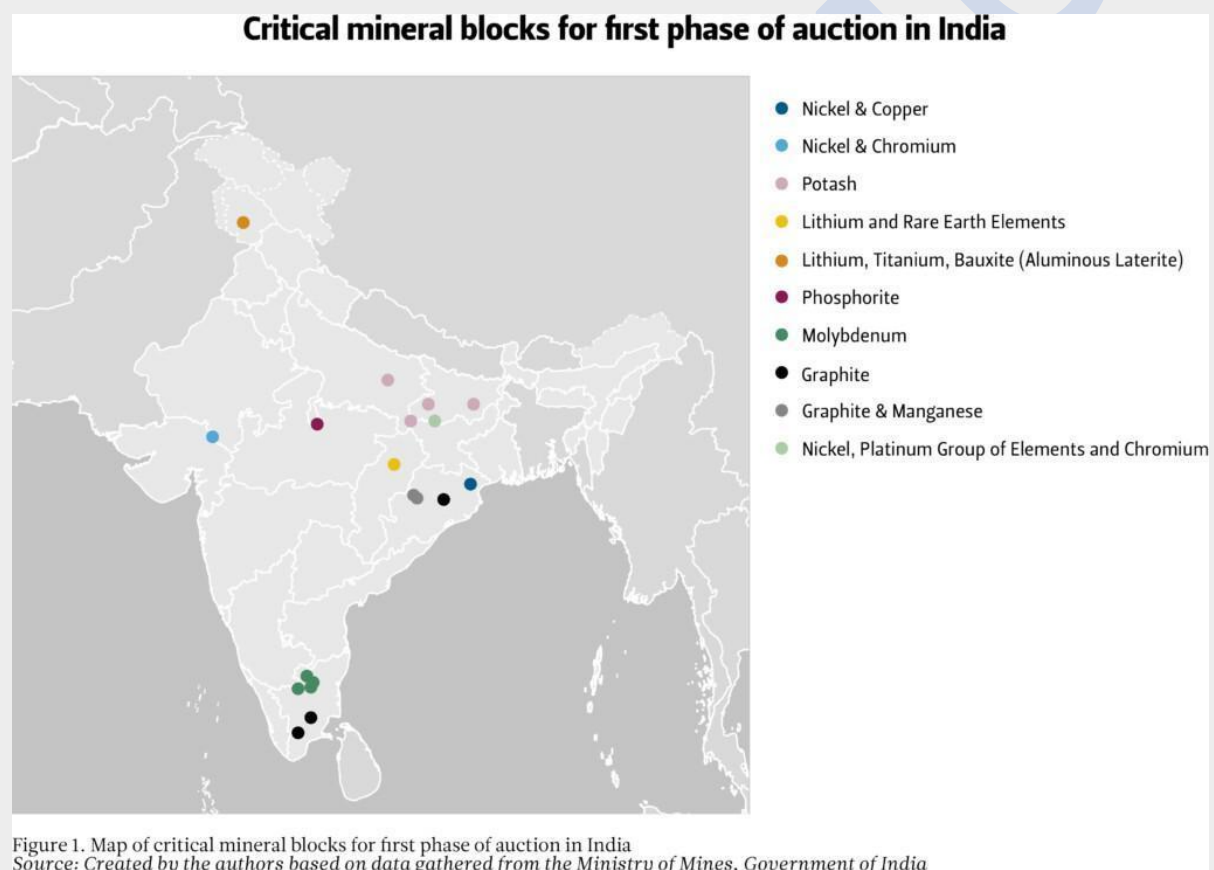 Critical mineral blocks for first phase of auction in India
Nickel & Copper
Nickel & Chromium
Potash
Lithium and Rare Earth Elements
Lithium, Titanium, Bauxite (Aluminous Laterite)
Phosphorite
Molybdenum
Graphite
Graphite & Manganese
Nickel, Platinum Group of Elements and Chromium
Figure 1. Map of critical mineral blocks for first phase of auction in India
Source: Created by the authors based on data gathered from the Ministry of Mines, Government of India